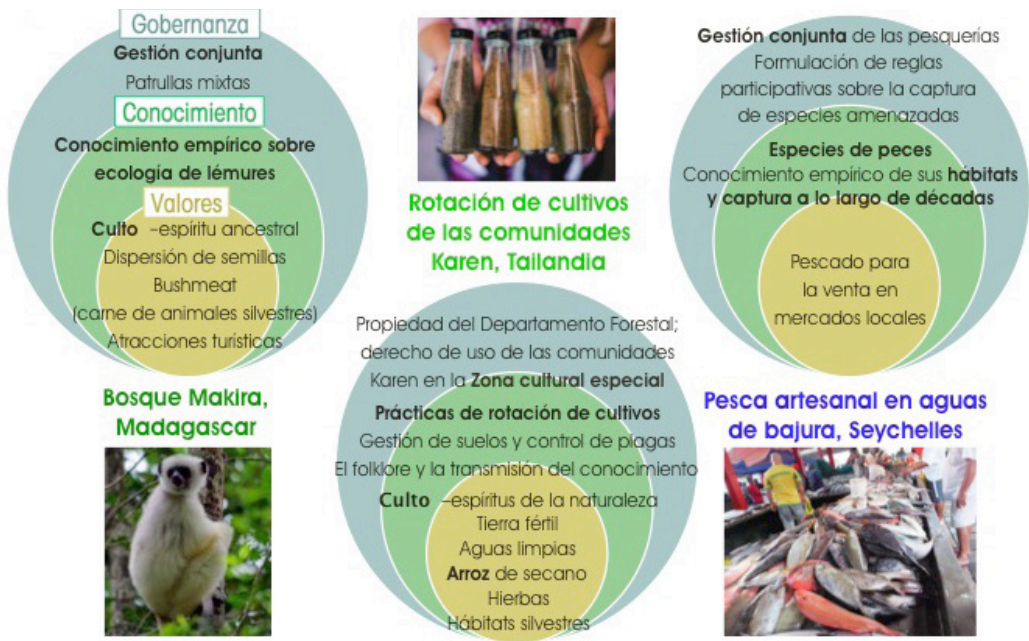 Gobernanza
Gestión conjunta
Patrullas mixtas
Conocimiento
Conocimiento empírico sobre
ecología de lémures
Valores
Culto –espíritu ancestral
Dispersión de semillas
Bushmeat
(carne de animales silvestres)
Atracciones turísticas
Bosque Makira,
Madagascar
Rotación de cultivos
de las comunidades
Karen, Tailandia
Propiedad del Departamento Forestal;
derecho de uso de las comunidades
Karen en la Zona cultural especial
Prácticas de rotación de cultivos
Gestión de suelos y control de plagas
El folklore y la transmisión del conocimiento
Culto –espíritus de la naturaleza
Tierra fértil
Aguas limpias
Arroz de secano
Hierbas
Hábitats silvestres
Gestión conjunta de las pesquerías
Formulación de reglas
participativas sobre la captura
de especies amenazadas
Especies de peces
Conocimiento empírico de sus hábitats
y captura a lo largo de décadas
Pescado para
la venta en
mercados locales
Pesca artesanal en aguas
de bajura, Seychelles